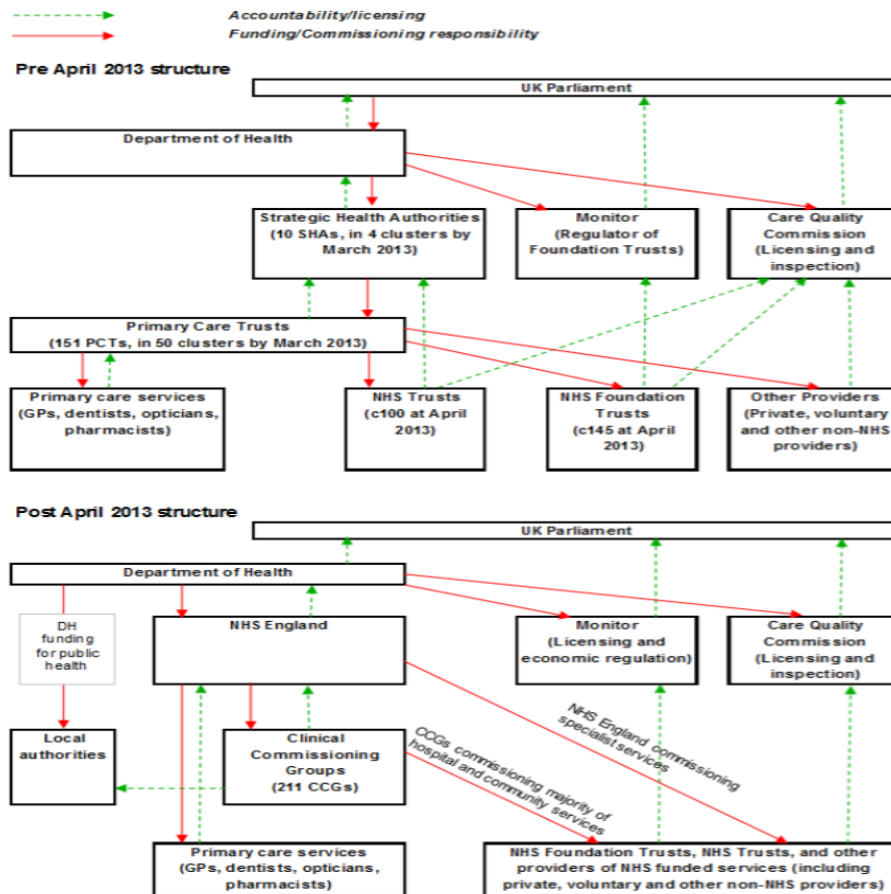 Accountability/licensing
Funding/Commissioning responsibility
Pre April 2013 structure
UK Parliament
Department of Health
Strategic Health Authorities
(10 SHAs, in 4 clusters by
March 2013)
Monitor
(Regulator of
Foundation Trusts)
Care Quality
Commission
(Licensing and
inspection)
Primary Care Trusts
(151 PCTs, in 50 clusters by March 2013)
Primary care services
(GPs, dentists, opticians,
pharmacists)
NHS Trusts
(c100 at April
2013)
NHS Foundation
Trusts
(c145 at April
2013)
Other Providers
(Private, voluntary
and other non-NHS
providers)
Post April 2013 structure
UK Parliament
Department of Health
DH
funding
for public
health
NHS England
Monitor
(Licensing and
economic regulation)
Care Quality
Commission
(Licensing and
inspection)
Local
authorities
Clinical
Commissioning
Groups
(211 CCGs)
CCGs commissioning majority of
hospital and community services
NHS England commissioning
specialist services
Primary care services
(GPs, dentists, opticians,
pharmacists)
NHS Foundation Trusts, NHS Trusts, and other
providers of NHS funded services (including
private, voluntary and other non-NHS providers)